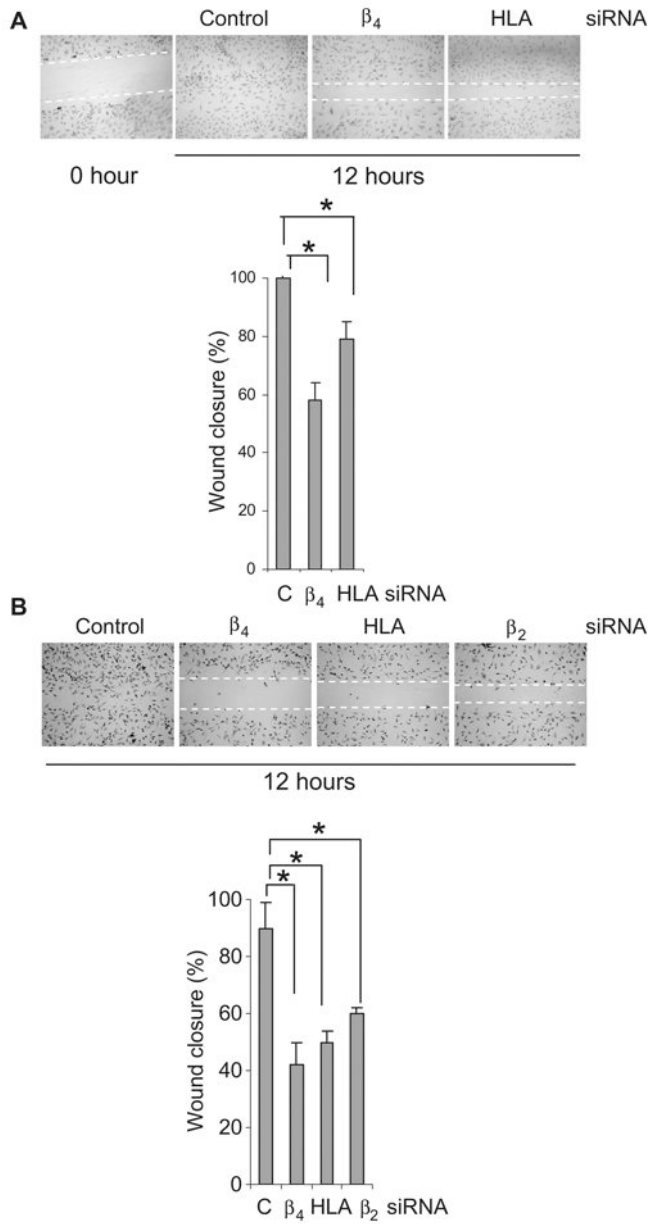 A
Control β4 HLA siRNA
0 hour 12 hours
*
*
100
80
60
40
20
0
Wound closure (%)
C β4 HLA siRNA
B
Control β4 HLA β2 siRNA
12 hours
*
*
*
100
80
60
40
20
0
Wound closure (%)
C β4 HLA β2 siRNA